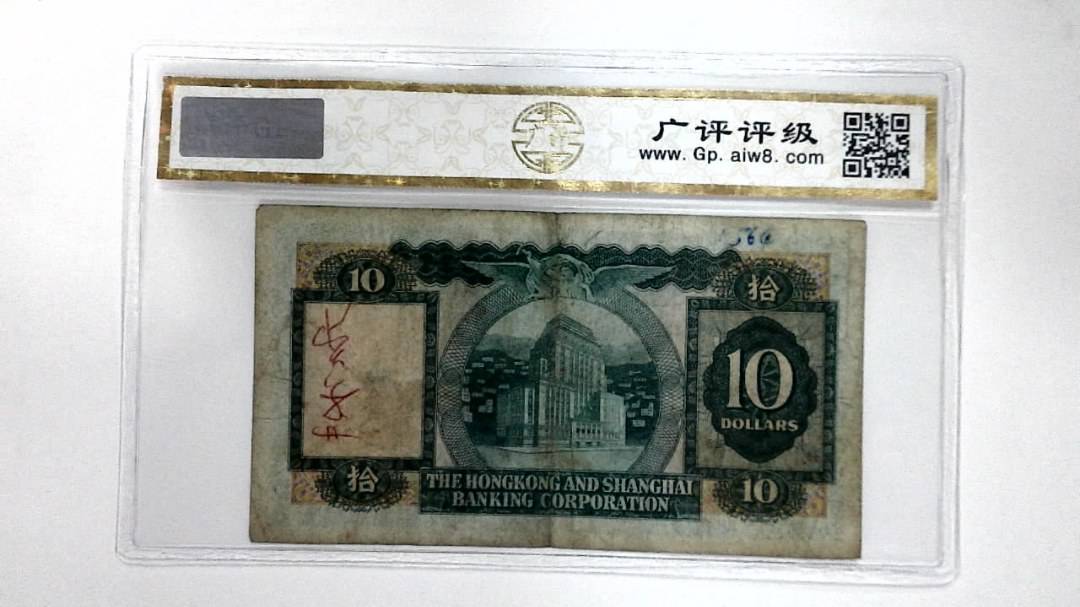 广评评级
www. Gp. aiw8. com
566
10
拾
10
DOLLARS
拾
THE HONGKONG AND SHANGHAI
BANKING CORPORATION
10